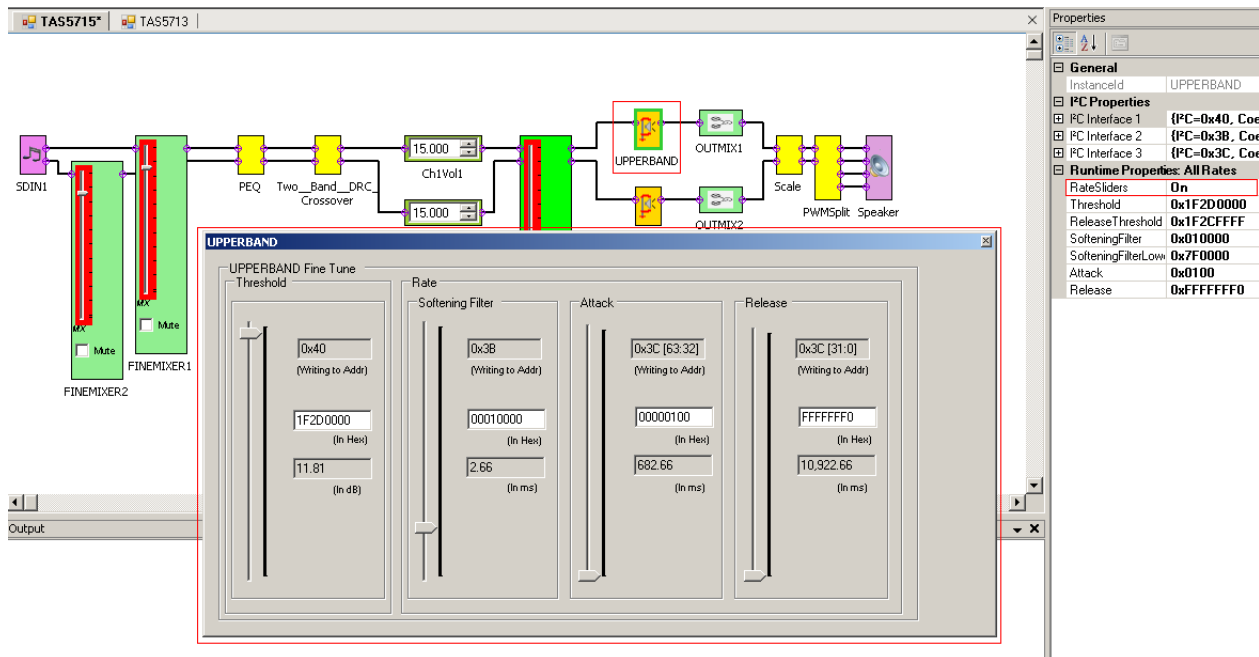 TAS5715* TAS5713
SDIN1
Mute
FINEMIXER2
Mute
FINEMIXER1
PEQ
Two__Band__DRC_
Crossover
15.000
Ch1Vol1
15.000
UPPERBAND
OUTMIX1
OUTMIX2
Scale
PWMSplit
Speaker
UPPERBAND
UPPERBAND Fine Tune
Threshold
0x40
(Writing to Addr)
1F2D0000
(In Hex)
11.81
(In dB)
Rate
Softening Filter
0x3B
(Writing to Addr)
00010000
(In Hex)
2.66
(In ms)
Attack
0x3C [63:32]
(Writing to Addr)
00000100
(In Hex)
682.66
(In ms)
Release
0x3C [31:0]
(Writing to Addr)
FFFFFFF0
(In Hex)
10,922.66
(In ms)
Output
Properties
General
InstanceId UPPERBAND
I²C Properties
I²C Interface 1 {I²C=0x40, Coe
I²C Interface 2 {I²C=0x3B, Coe
I²C Interface 3 {I²C=0x3C, Coe
Runtime Properties: All Rates
RateSliders On
Threshold 0x1F2D0000
ReleaseThreshold 0x1F2CFFFF
SofteningFilter 0x010000
SofteningFilterLowe 0x7F0000
Attack 0x0100
Release 0xFFFFFFF0